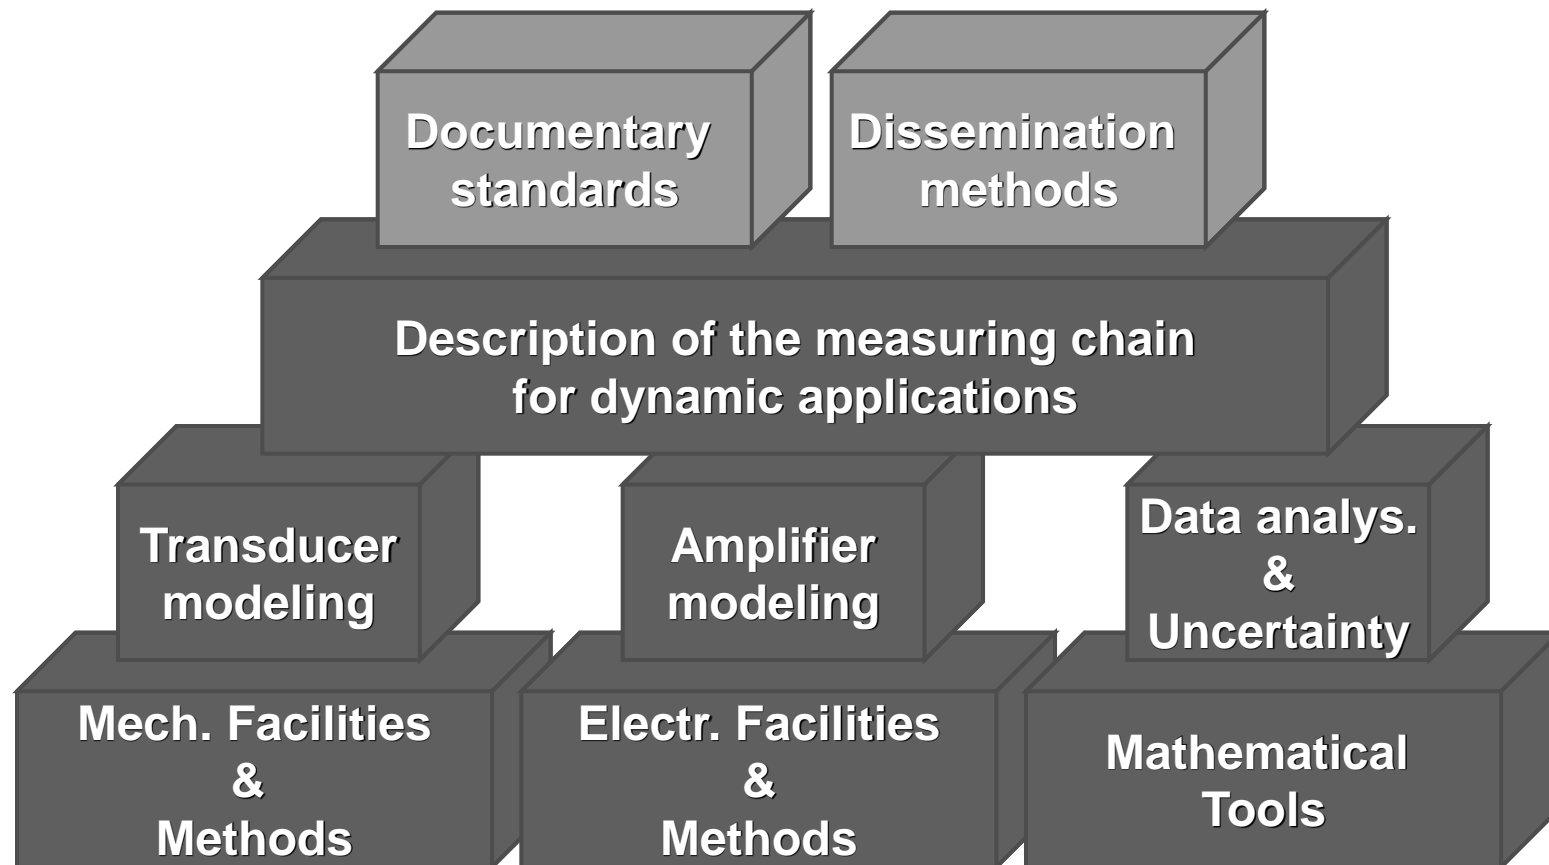 Documentary
standards
Dissemination
methods
Description of the measuring chain
for dynamic applications
Transducer
modeling
Amplifier
modeling
Data analys.
&
Uncertainty
Mech. Facilities
&
Methods
Electr. Facilities
&
Methods
Mathematical
Tools